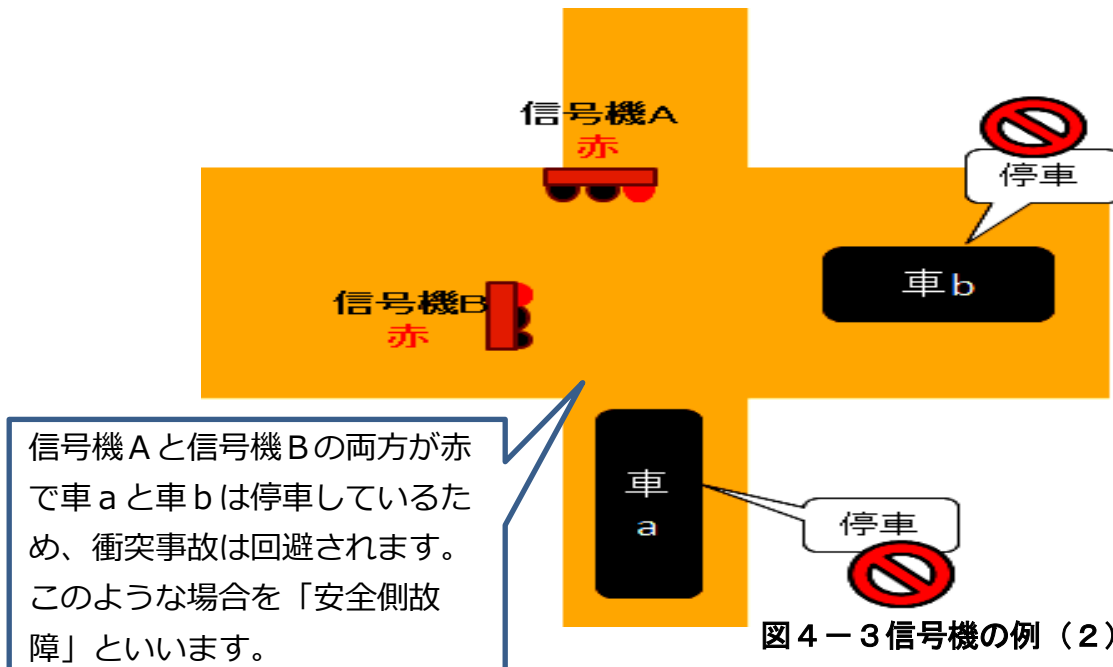 信号機A
赤
停車
車b
信号機B
赤
信号機Aと信号機Bの両方が赤
で車aと車bは停車しているた
め、衝突事故は回避されます。
このような場合を「安全側故
障」といいます。
車
a
停車
図4－3信号機の例（2）